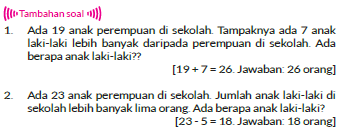 Tambahan soal
1. Ada 19 anak perempuan di sekolah. Tampaknya ada 7 anak
laki-laki lebih banyak daripada perempuan di sekolah. Ada
berapa anak laki-laki??
[19 + 7 = 26. Jawaban: 26 orang]
2. Ada 23 anak perempuan di sekolah. Jumlah anak laki-laki di
sekolah lebih banyak lima orang. Ada berapa anak laki-laki?
[23 - 5 = 18. Jawaban: 18 orang]